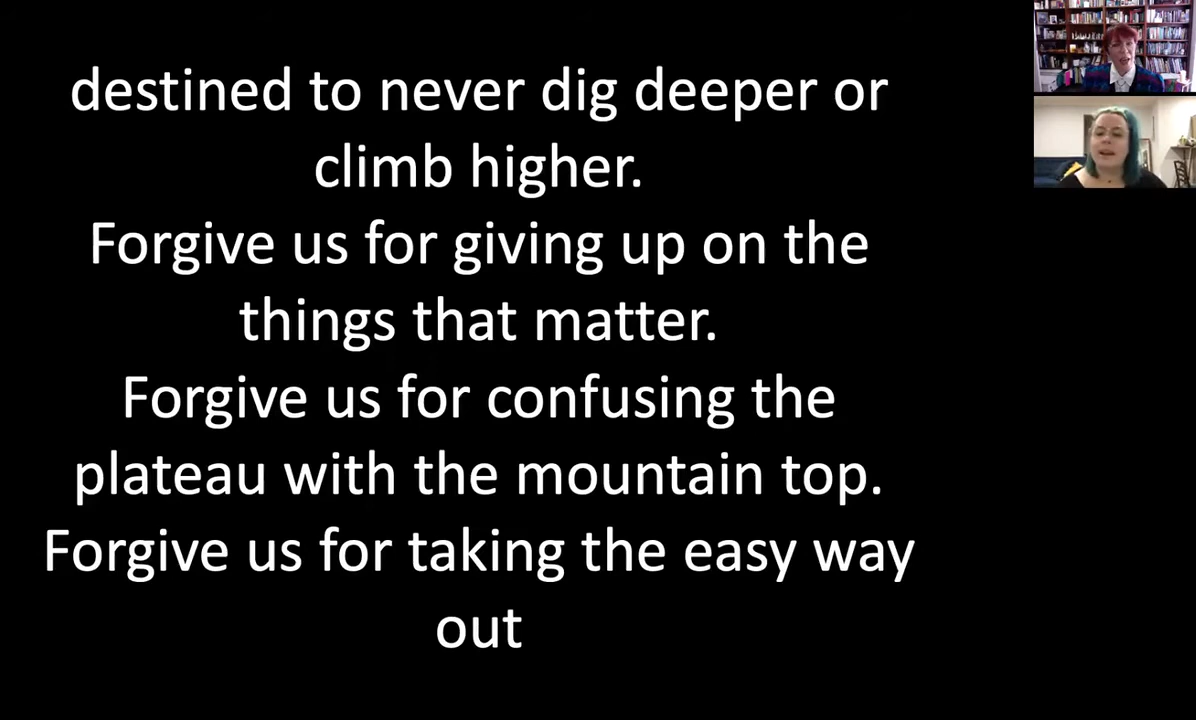 destined to never dig deeper or
climb higher.
Forgive us for giving up on the
things that matter.
Forgive us for confusing the
plateau with the mountain top.
Forgive us for taking the easy way
out